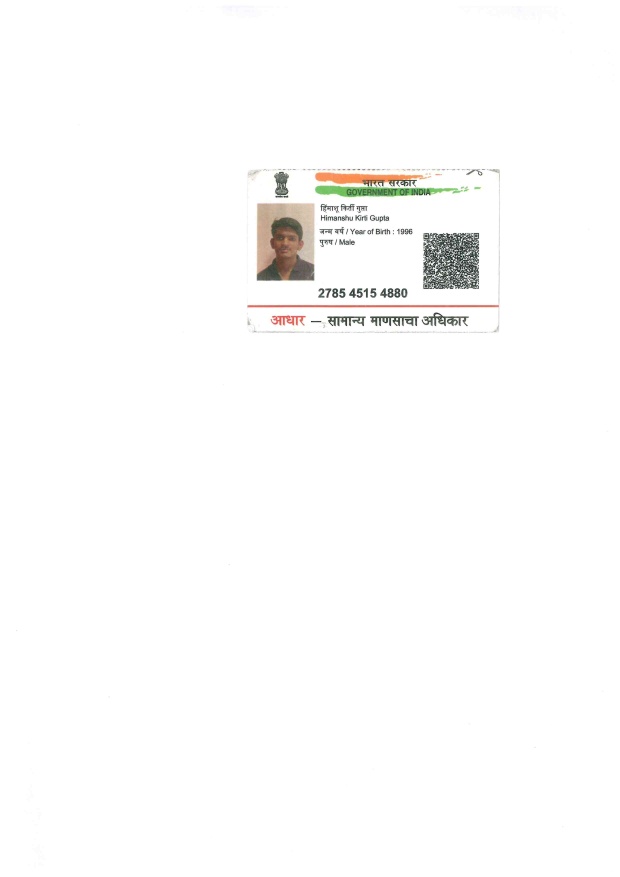 भारत सरकार
GOVERNMENT OF INDIA
हिमांशू किर्ती गुप्ता
Himanshu Kirti Gupta
जन्म वर्ष / Year of Birth : 1996
पुरुष / Male
2785 4515 4880
आधार — सामान्य माणसाचा अधिकार